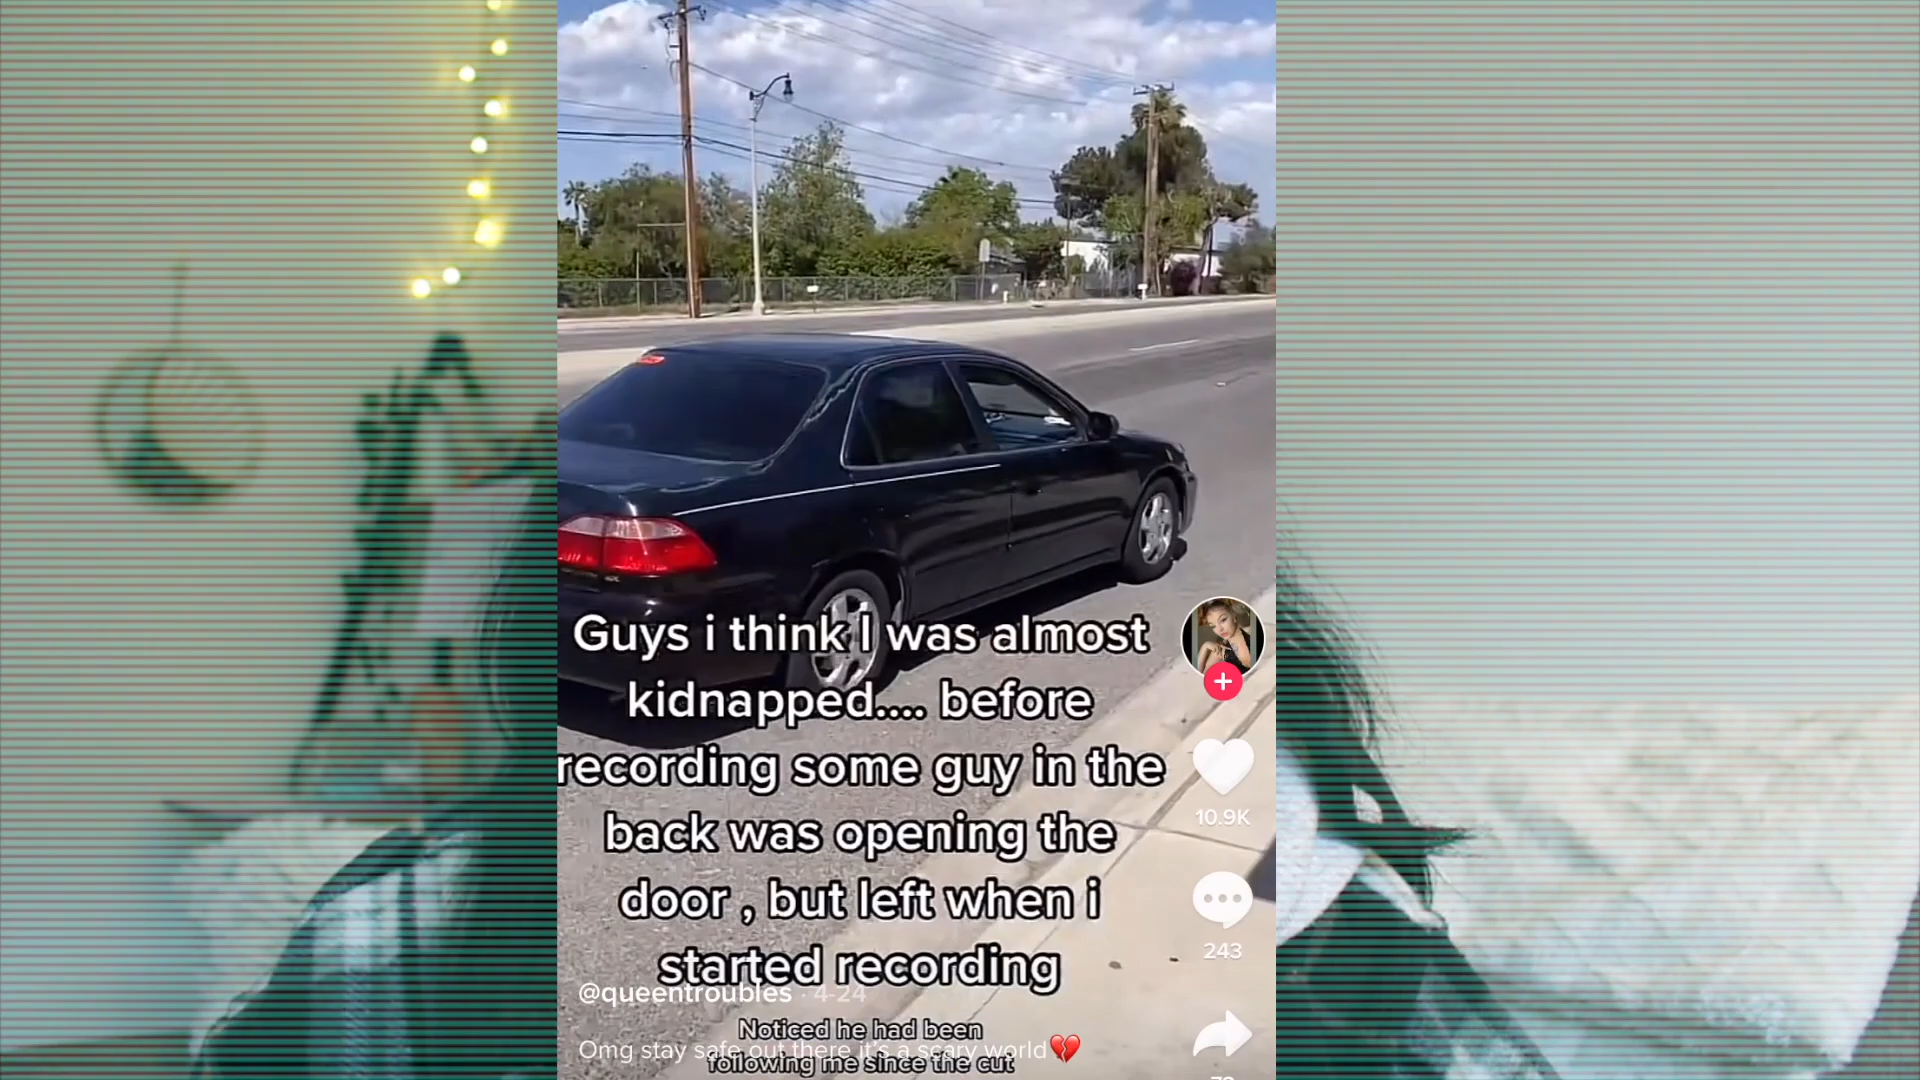 Guys i think I was almost
kidnapped.... before
recording some guy in the
back was opening the
door , but left when i
started recording
@queentroubles · 4-24
Noticed he had been
Omg stay safe out there it's a scary world💔
following me since the cut
10.9K
243